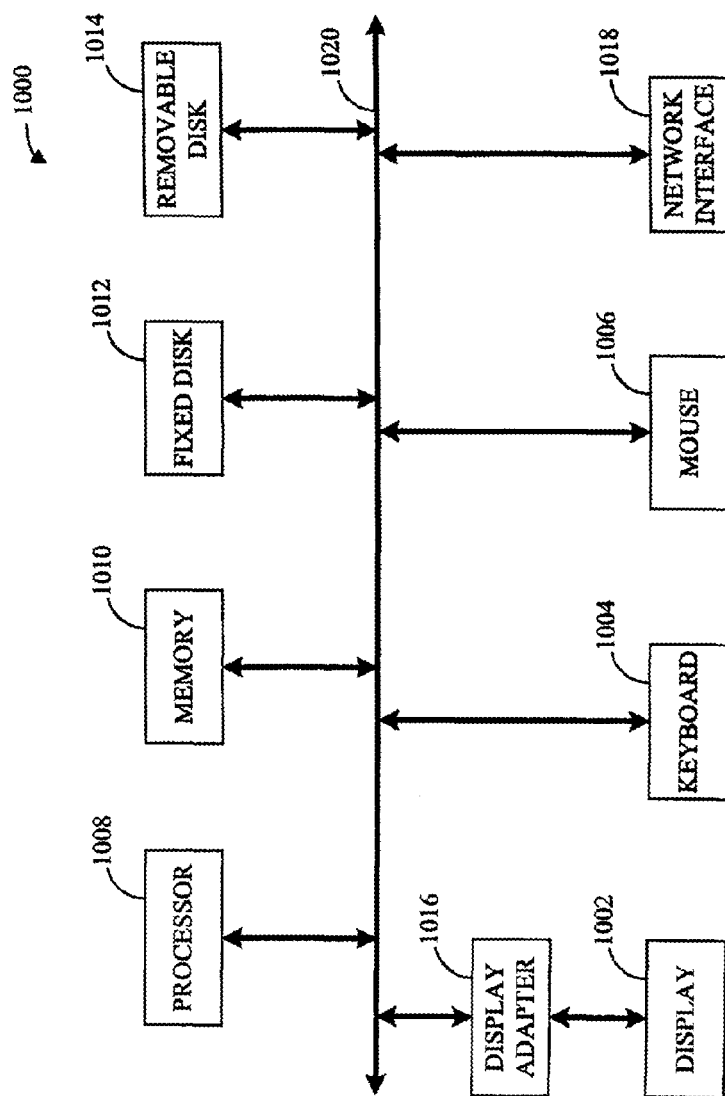 1000
1008
PROCESSOR
1010
MEMORY
1012
FIXED DISK
1014
REMOVABLE
DISK
1020
1016
DISPLAY
ADAPTER
1002
DISPLAY
1004
KEYBOARD
1006
MOUSE
1018
NETWORK
INTERFACE